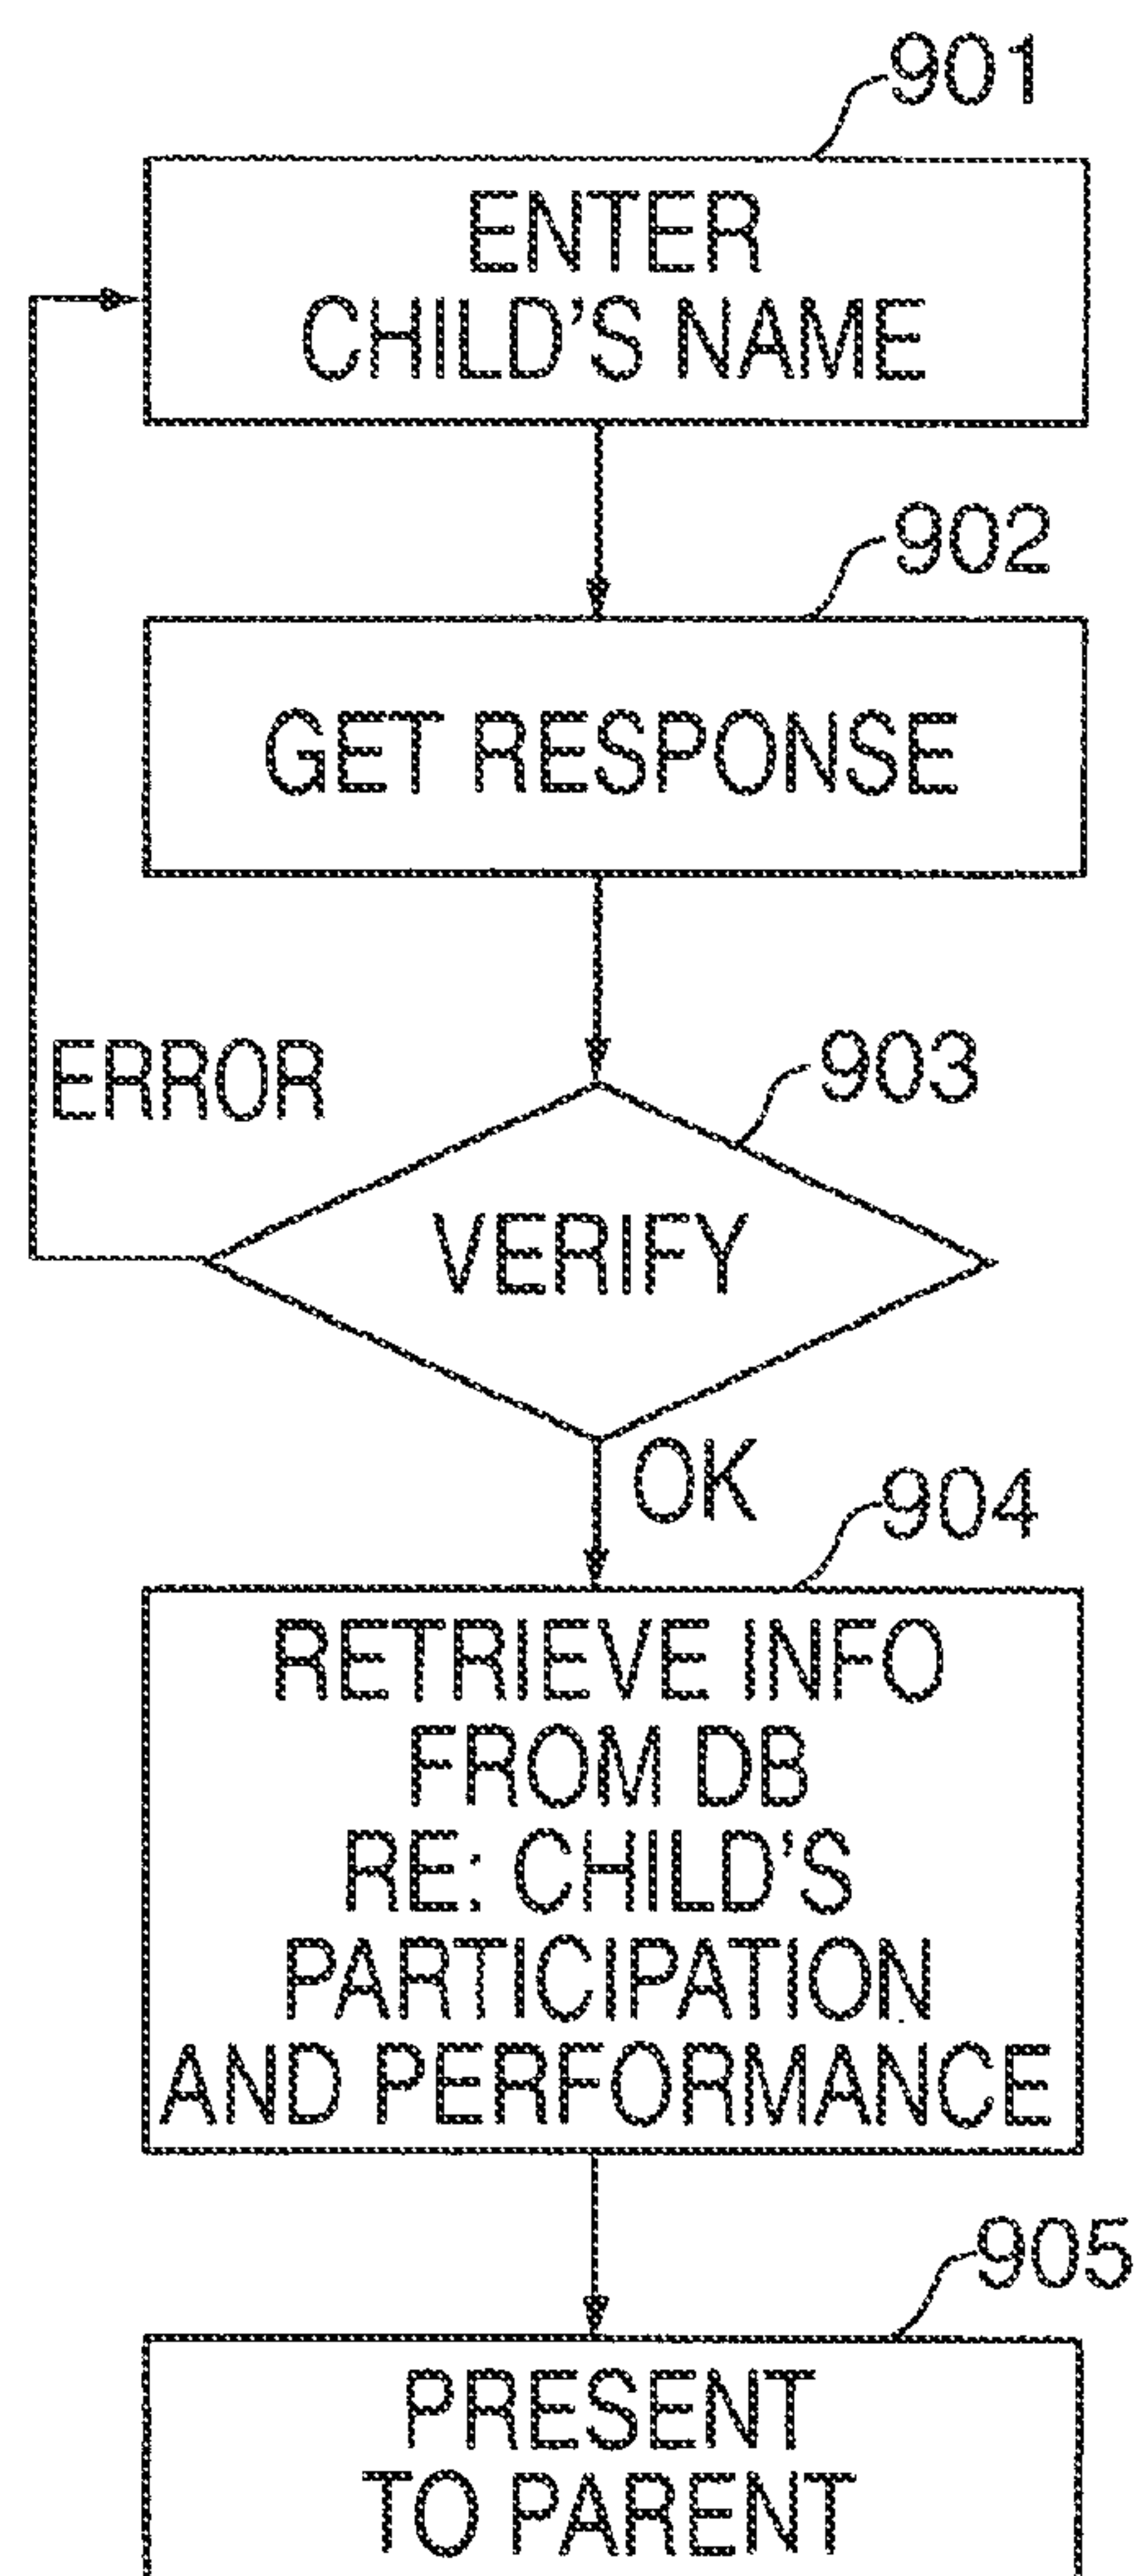 901
ENTER
CHILD'S NAME
902
GET RESPONSE
ERROR
903
VERIFY
OK
904
RETRIEVE INFO
FROM DB
RE: CHILD'S
PARTICIPATION
AND PERFORMANCE
905
PRESENT
TO PARENT